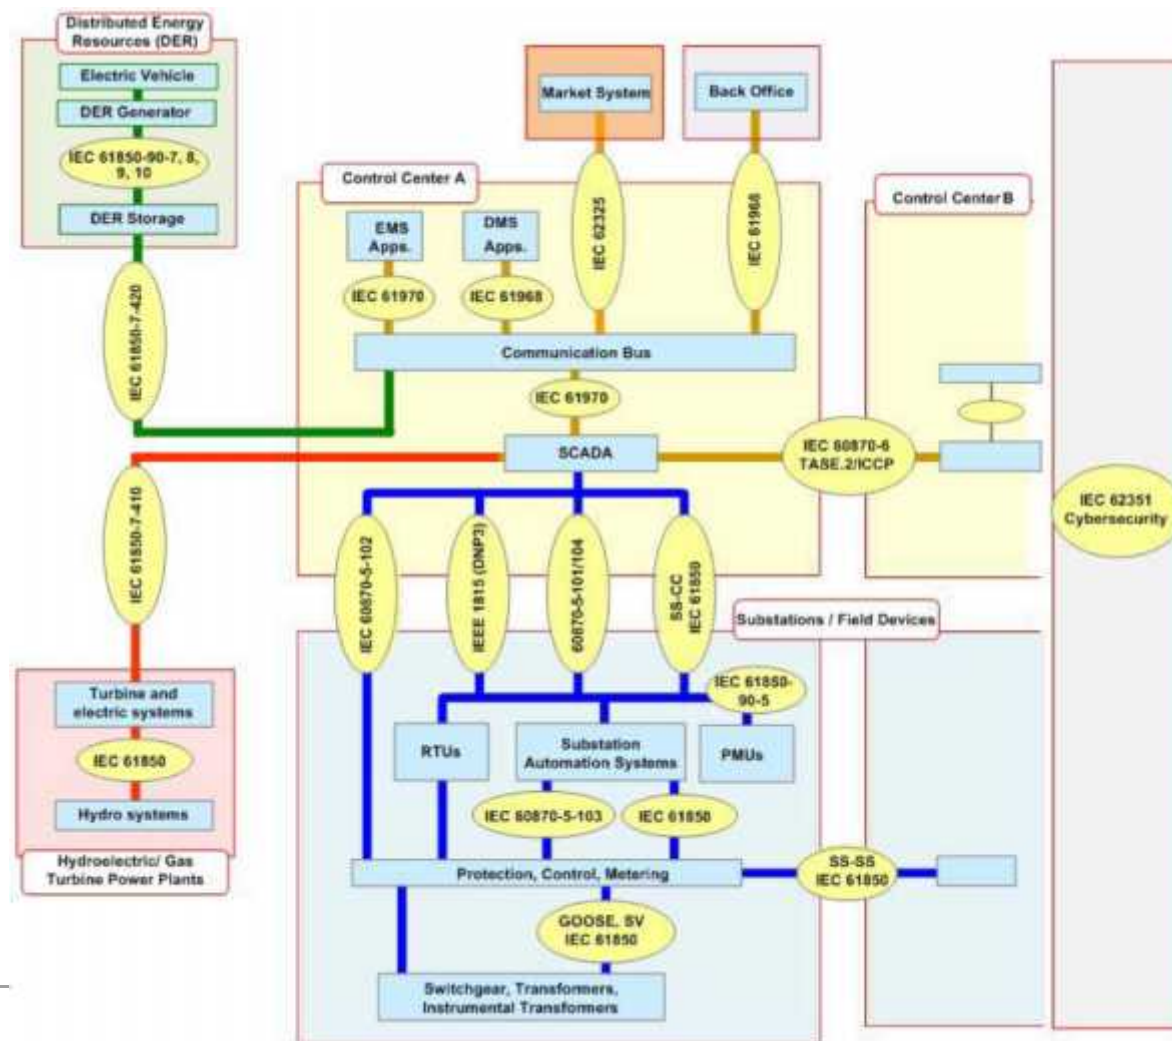 Distributed Energy
Resources (DER)
Electric Vehicle
DER Generator
IEC 61850-90-7, 8,
9, 10
DER Storage
IEC 61850-7-420
Market System
Back Office
IEC 62325
IEC 61968
Control Center A
EMS
Apps.
DMS
Apps.
IEC 61970
IEC 61968
Communication Bus
IEC 61970
SCADA
Control Center B
IEC 60870-6
TASE.2/ICCP
IEC 62351
Cybersecurity
IEC 61850-7-410
IEC 60870-5-102
IEEE 1815 (DNP3)
60870-5-101/104
SS-CC
IEC 61850
Substations / Field Devices
IEC 61850-
90-5
Turbine and
electric systems
IEC 61850
Hydro systems
Hydroelectric/ Gas
Turbine Power Plants
RTUs
Substation
Automation Systems
PMUs
IEC 60870-5-103
IEC 61850
Protection, Control, Metering
SS-SS
IEC 61850
GOOSE, SV
IEC 61850
Switchgear, Transformers,
Instrumental Transformers